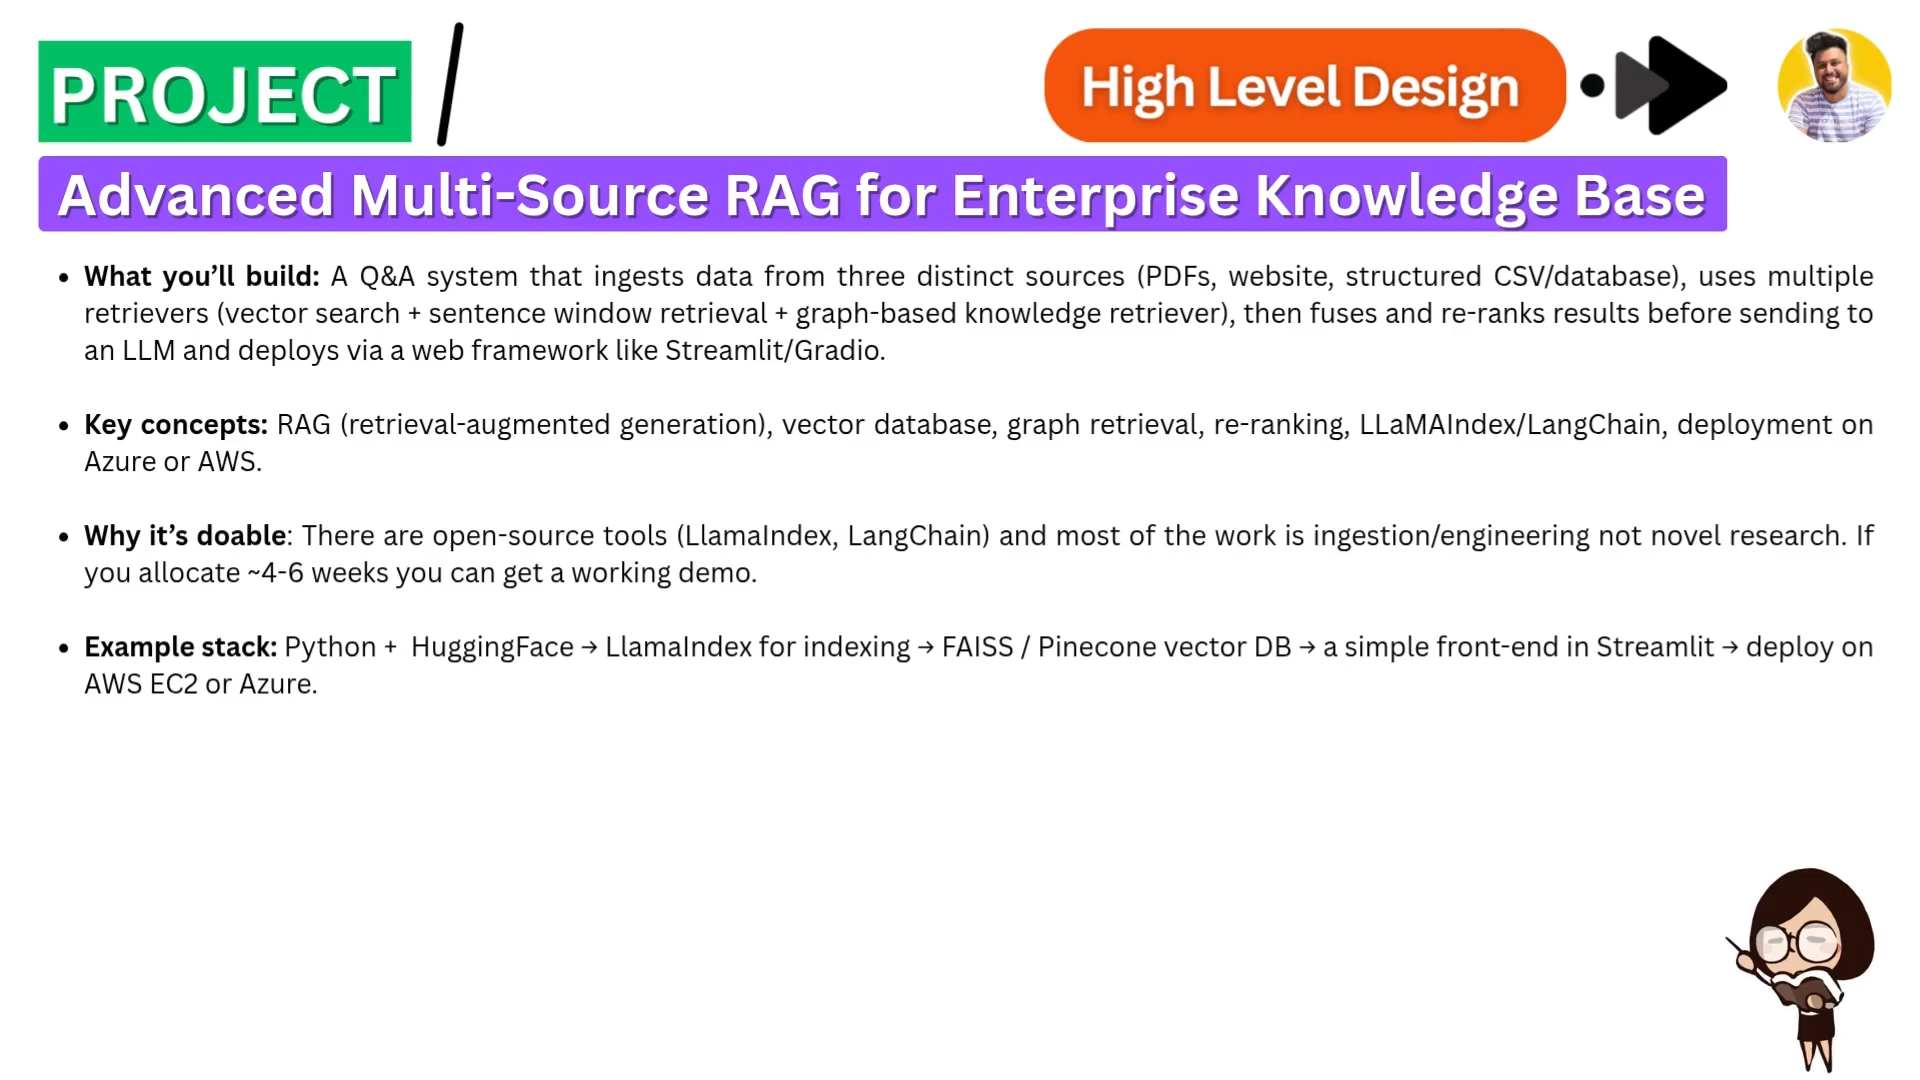 PROJECT
High Level Design
Advanced Multi-Source RAG for Enterprise Knowledge Base
• What you’ll build: A Q&A system that ingests data from three distinct sources (PDFs, website, structured CSV/database), uses multiple
retrievers (vector search + sentence window retrieval + graph-based knowledge retriever), then fuses and re-ranks results before sending to
an LLM and deploys via a web framework like Streamlit/Gradio.
• Key concepts: RAG (retrieval-augmented generation), vector database, graph retrieval, re-ranking, LLaMAIndex/LangChain, deployment on
Azure or AWS.
• Why it’s doable: There are open-source tools (LlamaIndex, LangChain) and most of the work is ingestion/engineering not novel research. If
you allocate ~4-6 weeks you can get a working demo.
• Example stack: Python + HuggingFace → LlamaIndex for indexing → FAISS / Pinecone vector DB → a simple front-end in Streamlit → deploy on
AWS EC2 or Azure.